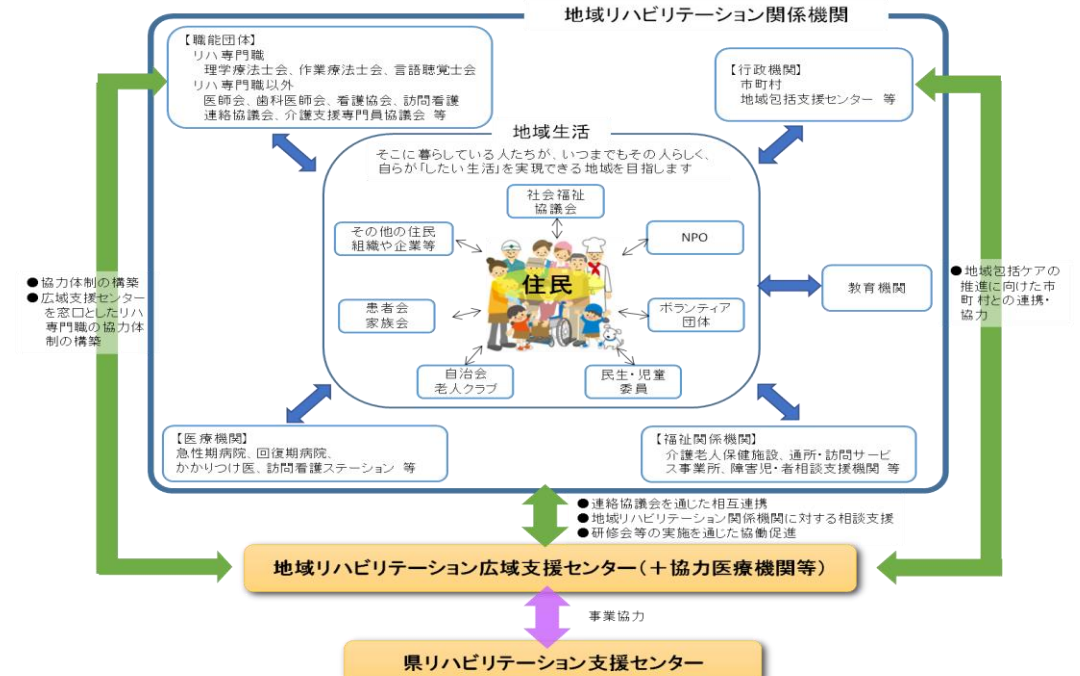 地域リハビリテーション関係機関
【職能団体】
リハ専門職
理学療法士会、作業療法士会、言語聴覚士会
リハ専門職以外
医師会、歯科医師会、看護協会、訪問看護
連絡協議会、介護支援専門員協議会 等
【行政機関】
市町村
地域包括支援センター 等
地域生活
そこに暮らしている人たちが、いつまでもその人らしく、
自らが「したい生活」を実現できる地域を目指します
社会福祉
協議会
その他の住民
組織や企業等
NPO
住民
患者会
家族会
ボランティア
団体
自治会
老人クラブ
民生・児童
委員
教育機関
●協力体制の構築
●広域支援センター
を窓口としたリハ
専門職の協力体
制の構築
●地域包括ケアの
推進に向けた市
町村との連携・
協力
【医療機関】
急性期病院、回復期病院、
かかりつけ医、訪問看護ステーション 等
【福祉関係機関】
介護老人保健施設、通所・訪問サービ
ス事業所、障害児・者相談支援機関 等
●連絡協議会を通じた相互連携
●地域リハビリテーション関係機関に対する相談支援
●研修会等の実施を通じた協働促進
地域リハビリテーション広域支援センター(＋協力医療機関等)
事業協力
県リハビリテーション支援センター